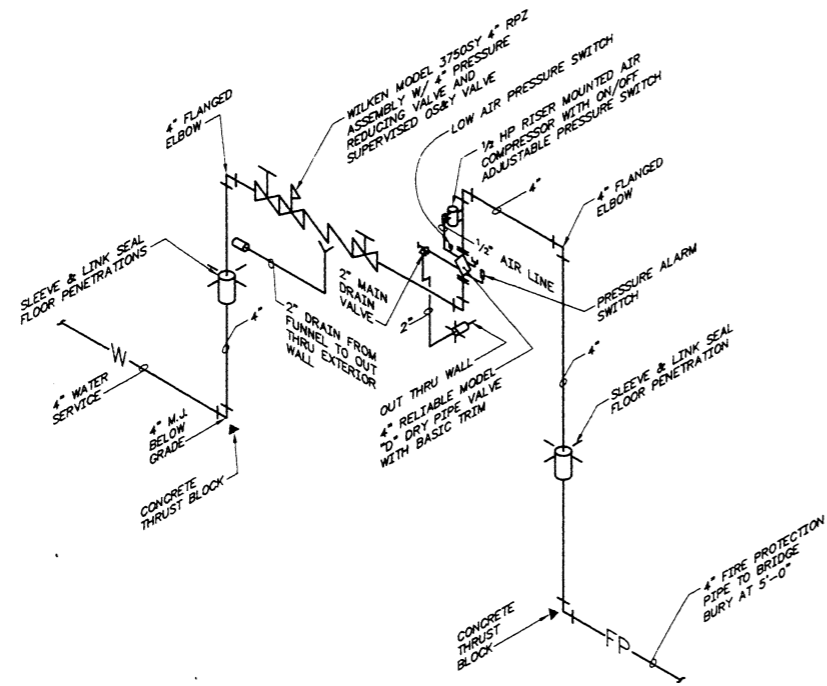 WILKEN MODEL 3750SY 4" RPZ
ASSEMBLY W/ 4" PRESSURE
REDUCING VALVE AND
SUPERVISED OS&Y VALVE
LOW AIR PRESSURE SWITCH
½ HP RISER MOUNTED AIR
COMPRESSOR WITH ON/OFF
ADJUSTABLE PRESSURE SWITCH
4" FLANGED
ELBOW
4"
4" FLANGED
ELBOW
SLEEVE & LINK SEAL
FLOOR PENETRATIONS
½" AIR LINE
PRESSURE ALARM
SWITCH
2" MAIN
DRAIN
VALVE
2"
2" DRAIN FROM
FUNNEL TO OUT
THRU EXTERIOR
WALL
4"
W
4" WATER
SERVICE
OUT THRU WALL
4" RELIABLE MODEL
"D" DRY PIPE VALVE
WITH BASIC TRIM
4"
SLEEVE & LINK SEAL
FLOOR PENETRATION
4" M.J.
BELOW
GRADE
CONCRETE
THRUST BLOCK
4" FIRE PROTECTION
PIPE TO BRIDGE
BURY AT 5'-0"
CONCRETE
THRUST
BLOCK
FP